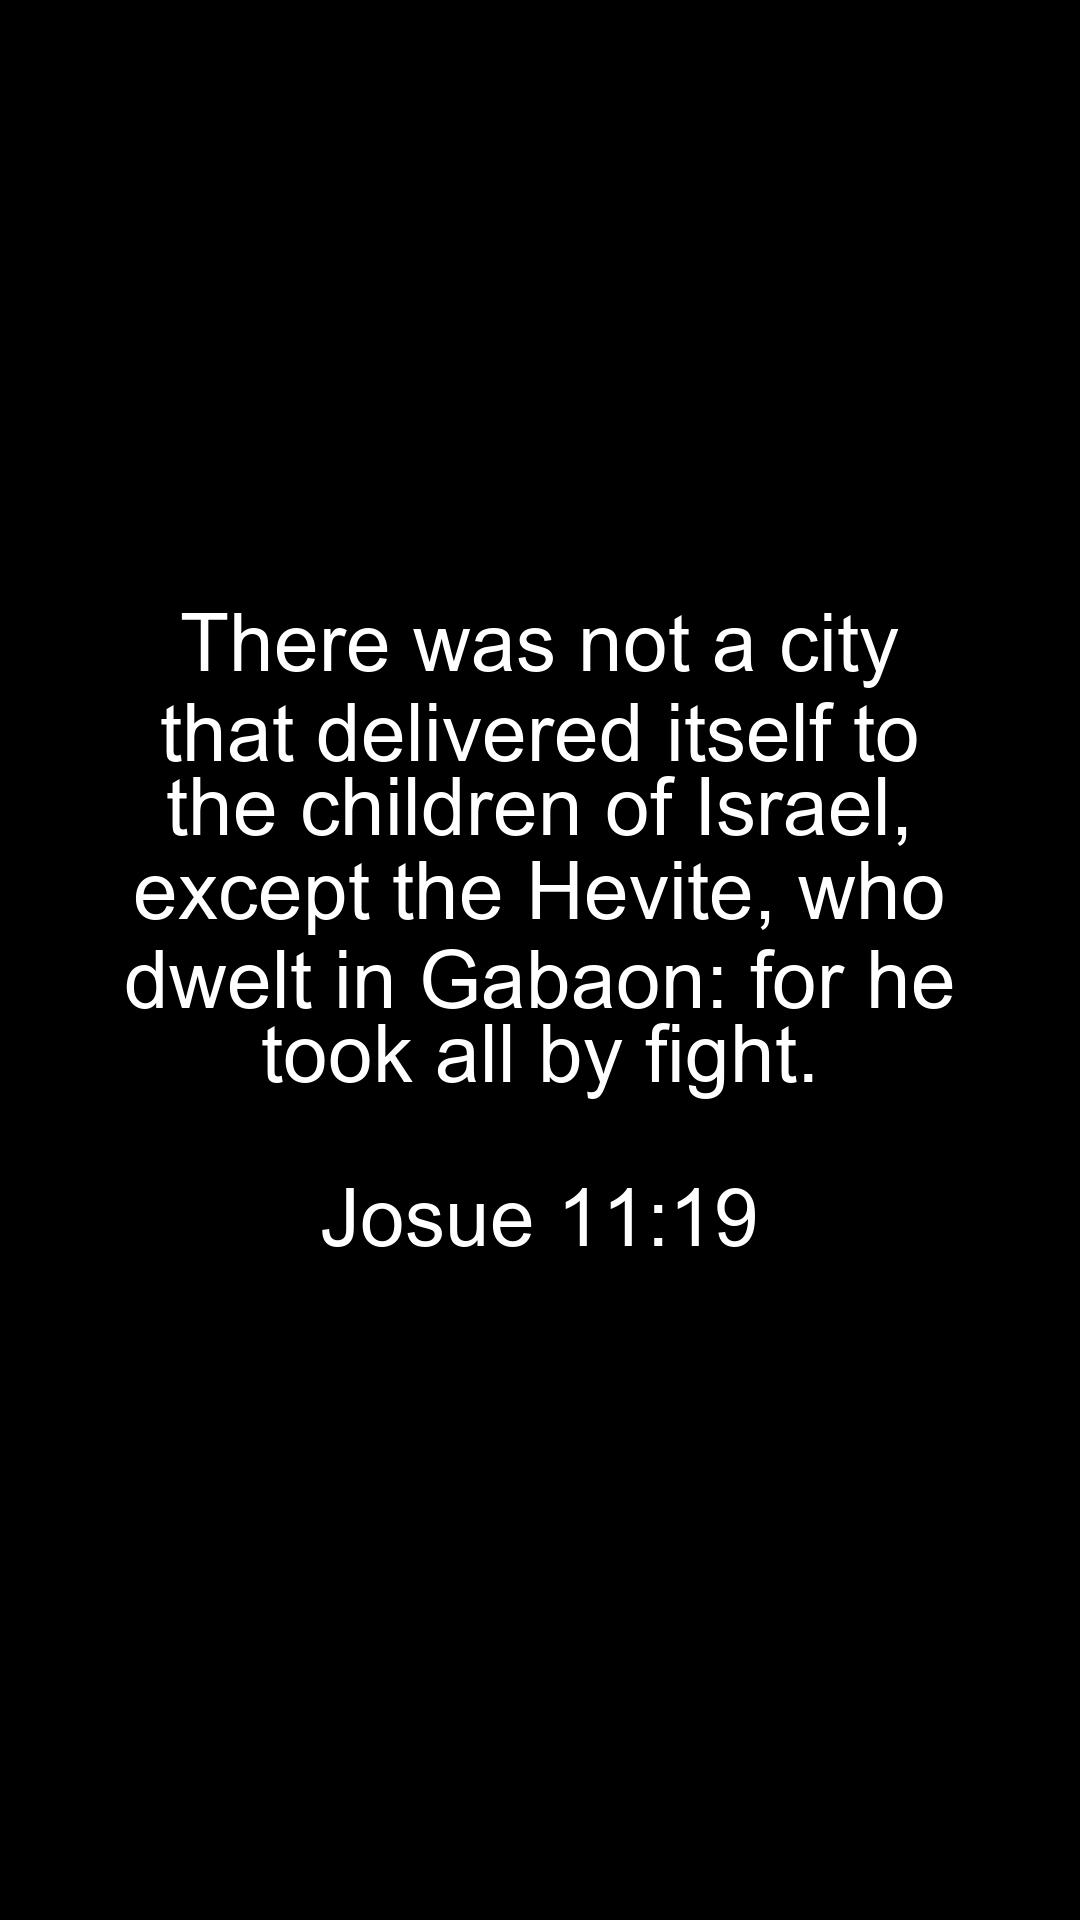 There was not a city
that delivered itself to
the children of Israel,
except the Hevite, who
dwelt in Gabaon: for he
took all by fight.
Josue 11:19